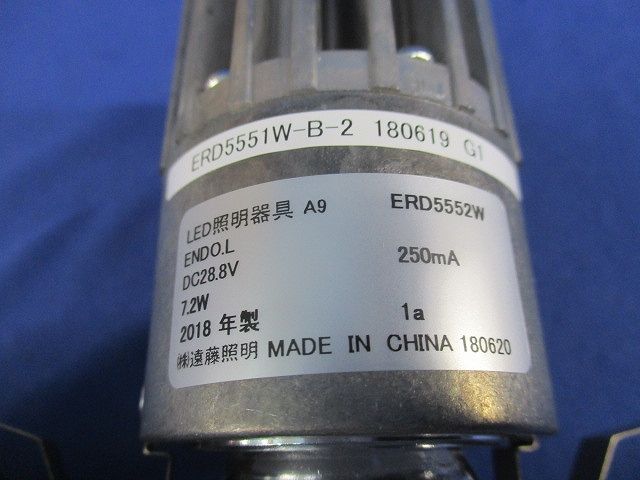 ERD5551W-B-2 180619 G1
LED照明器具 A9 ERD5552W
ENDO.L
DC28.8V 250mA
7.2W
2018 年製 1a
(株)遠藤照明 MADE IN CHINA 180620